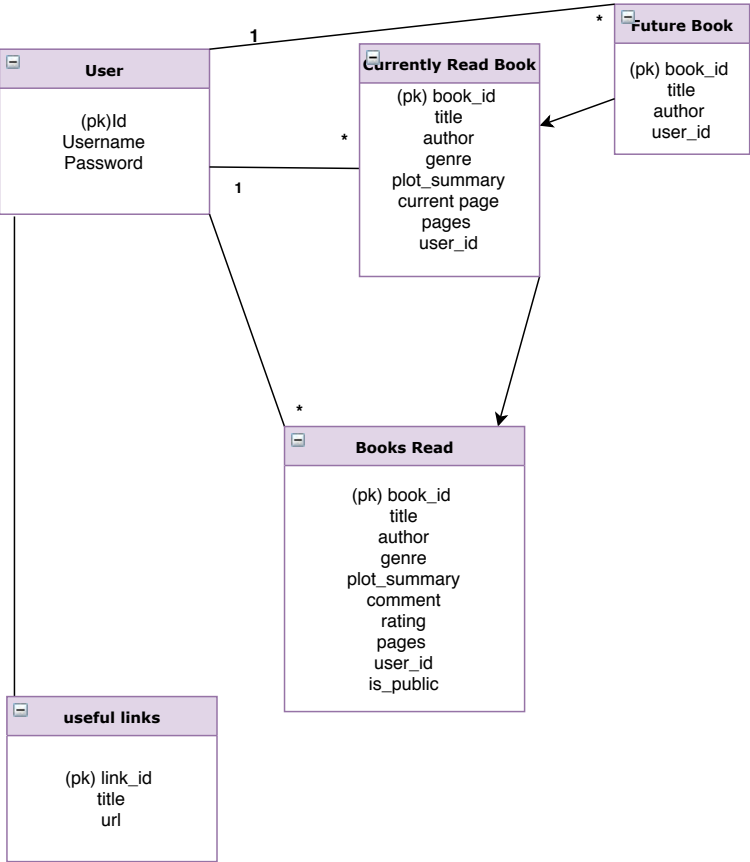 1
*
Future Book
(pk) book_id
title
author
user_id
User
(pk)Id
Username
Password
*
1
Currently Read Book
(pk) book_id
title
author
genre
plot_summary
current page
pages
user_id
*
Books Read
(pk) book_id
title
author
genre
plot_summary
comment
rating
pages
user_id
is_public
useful links
(pk) link_id
title
url